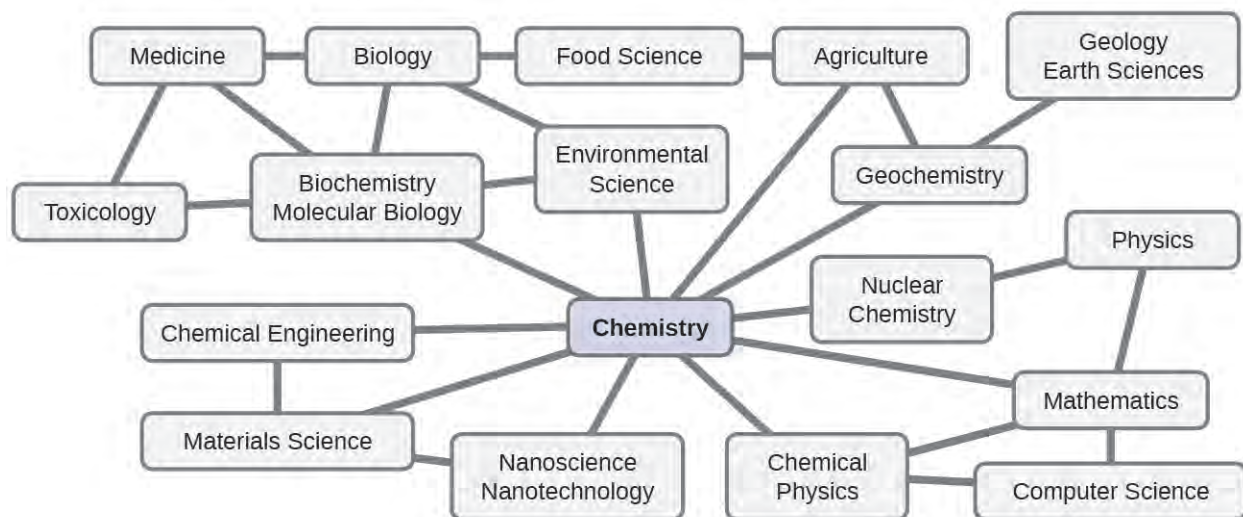 Medicine
Biology
Food Science
Agriculture
Geology
Earth Sciences
Environmental
Science
Geochemistry
Biochemistry
Molecular Biology
Toxicology
Physics
Nuclear
Chemistry
Chemistry
Chemical Engineering
Mathematics
Materials Science
Nanoscience
Nanotechnology
Chemical
Physics
Computer Science